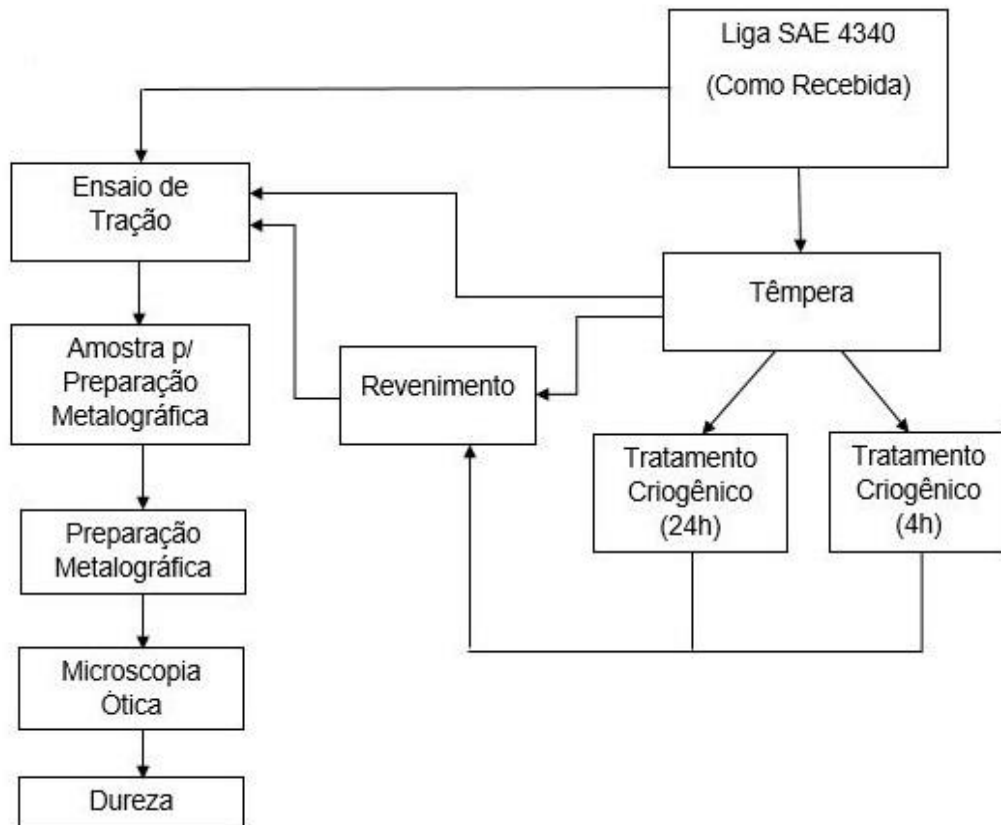 Liga SAE 4340
(Como Recebida)
Ensaio de
Tração
Têmpera
Amostra p/
Preparação
Metalográfica
Revenimento
Tratamento
Criogênico
(24h)
Tratamento
Criogênico
(4h)
Preparação
Metalográfica
Microscopia
Ótica
Dureza